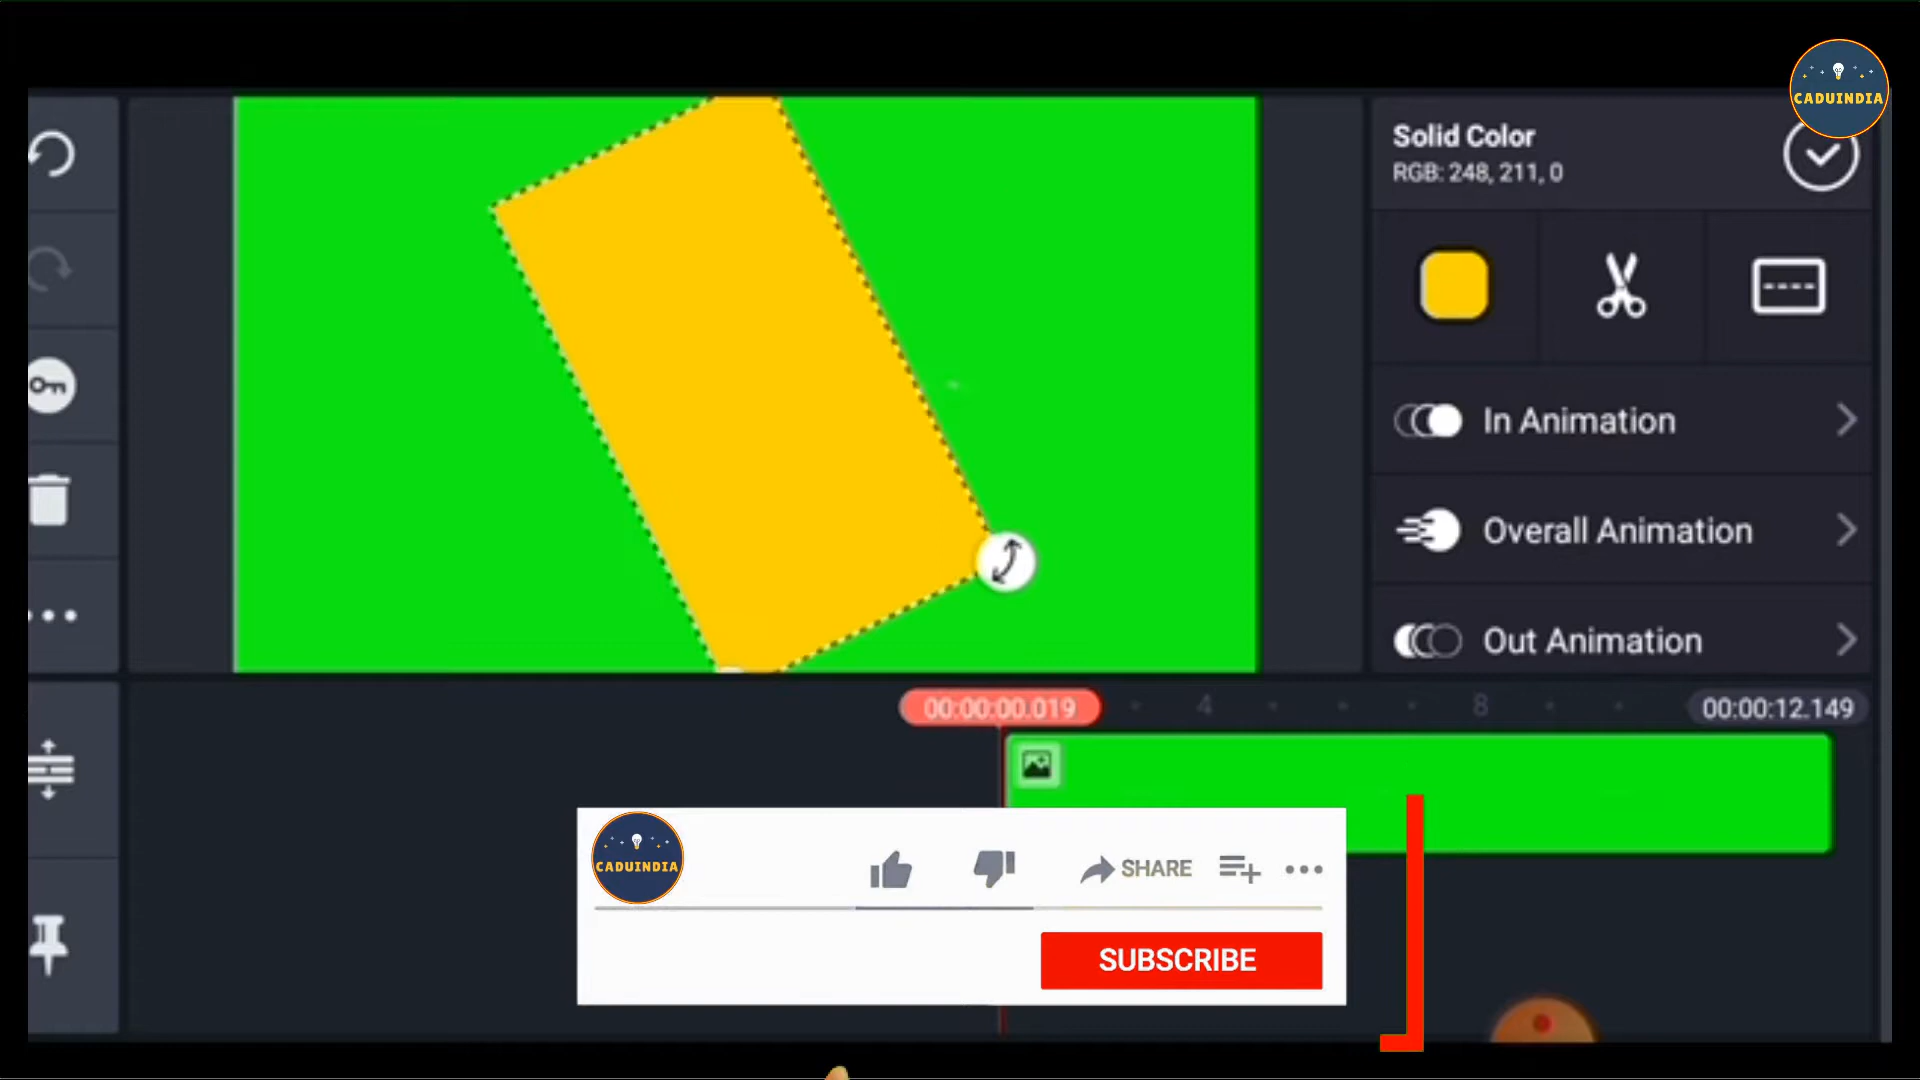 CADUINDIA
Solid Color
RGB: 248, 211, 0
In Animation
Overall Animation
Out Animation
00:00:00.019
4
8
00:00:12.149
CADUINDIA
SHARE
SUBSCRIBE